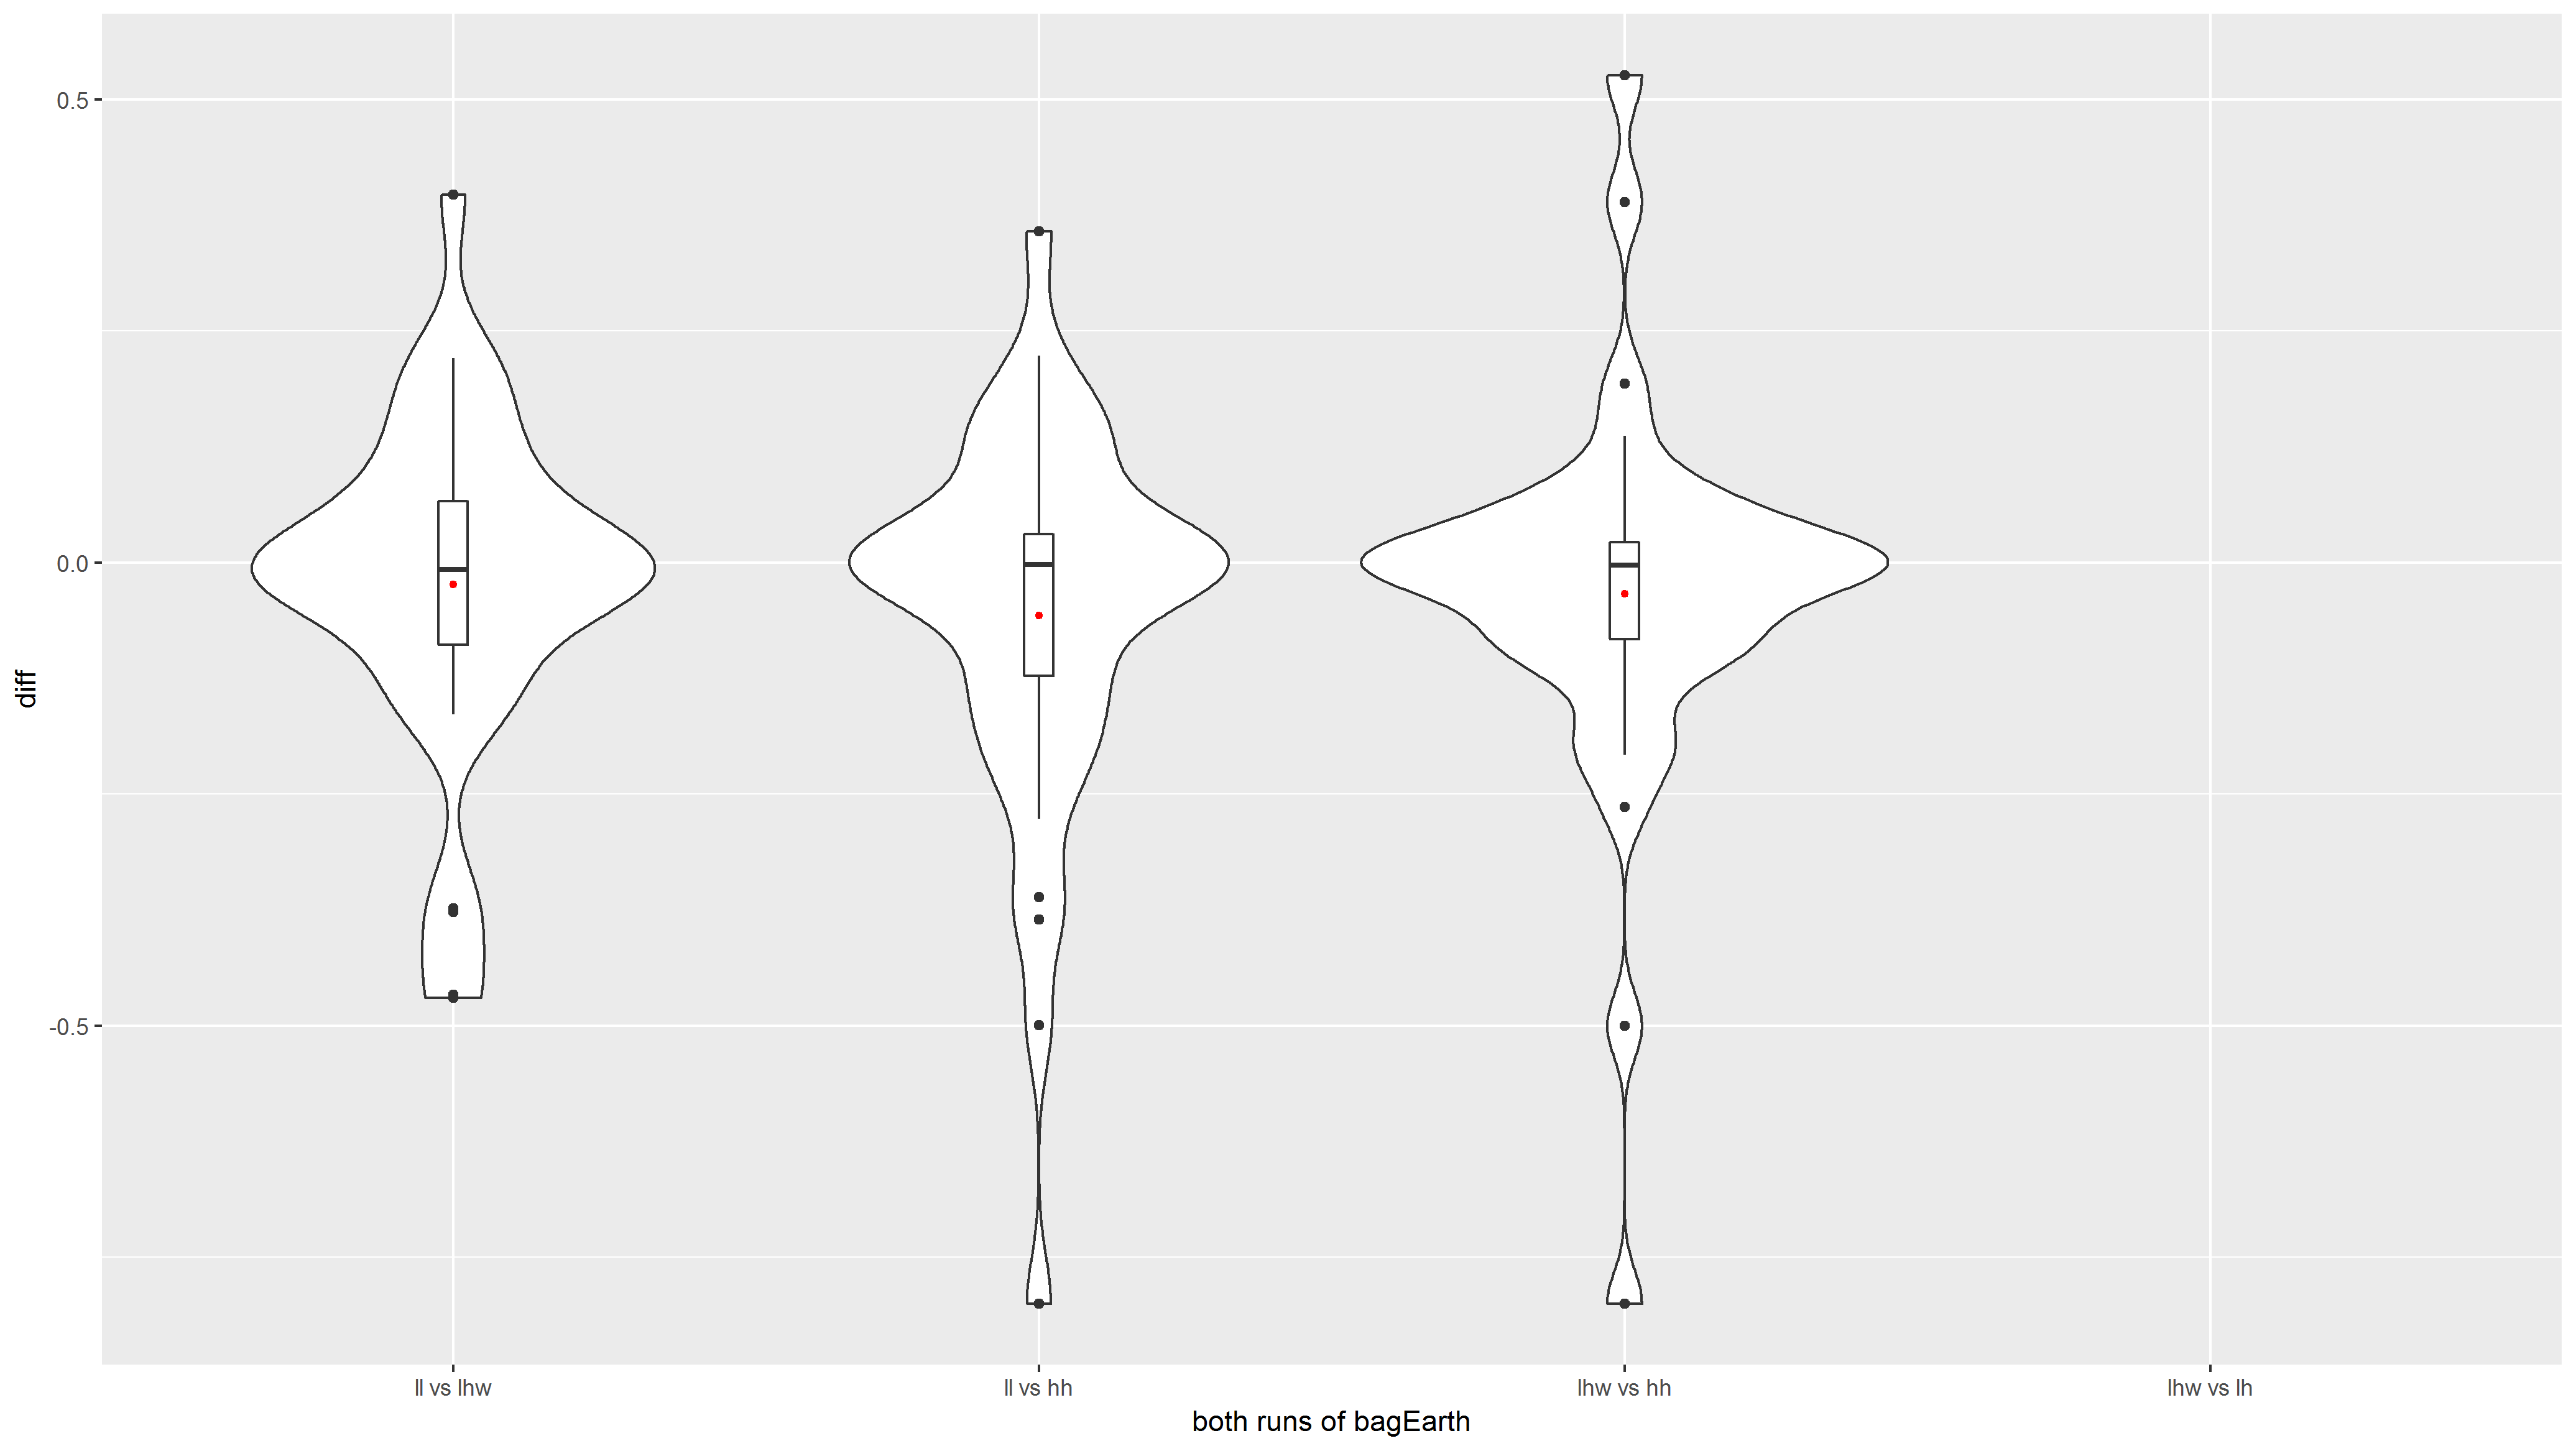 diff
0.5
0.0
-0.5
ll vs lhw
ll vs hh
lhw vs hh
lhw vs lh
both runs of bagEarth